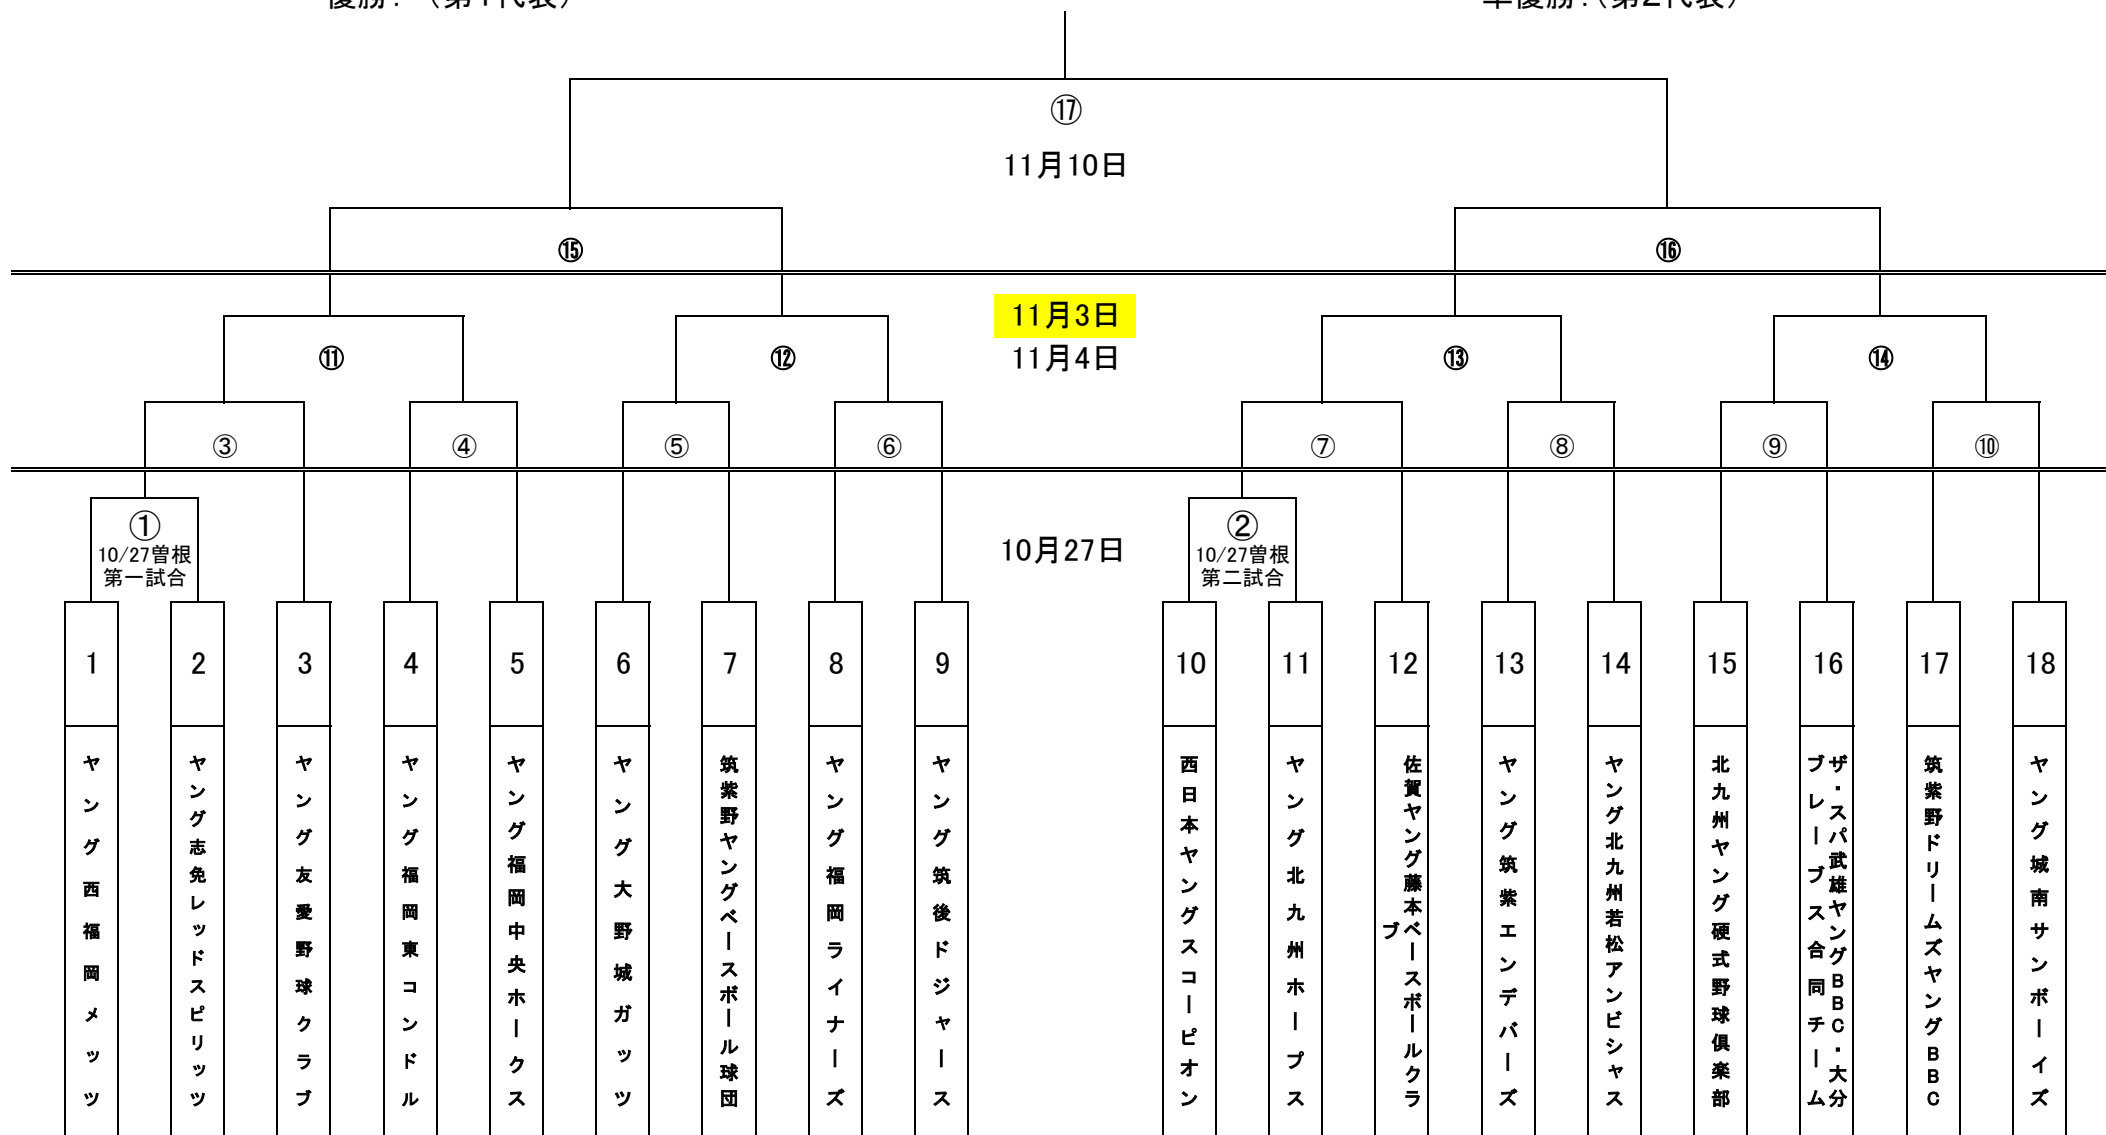 優勝:（第1代表）
準優勝:（第2代表）
⑰
11月10日
⑮
⑯
11月3日
11月4日
⑪
⑫
⑬
⑭
③
④
⑤
⑥
⑦
⑧
⑨
⑩
①
10/27曽根
第一試合
10月27日
②
10/27曽根
第二試合
1
2
3
4
5
6
7
8
9
10
11
12
13
14
15
16
17
18
ヤング西福岡メッツ
ヤング志免レッドスピリッツ
ヤング友愛野球クラブ
ヤング福岡東コンドル
ヤング福岡中央ホークス
ヤング大野城ガッツ
筑紫野ヤングベースボール球団
ヤング福岡ライナーズ
ヤング筑後ドジャース
西日本ヤングスコーピオン
ヤング北九州ホープス
佐賀ヤング藤本ベースボールクラ
ブ
ヤング筑紫エンデバーズ
ヤング北九州若松アンビシャス
北九州ヤング硬式野球倶楽部
ザ・スパ武雄ヤングBBC・大分
ブレーブス合同チーム
筑紫野ドリームズヤングBBC
ヤング城南サンボーイズ